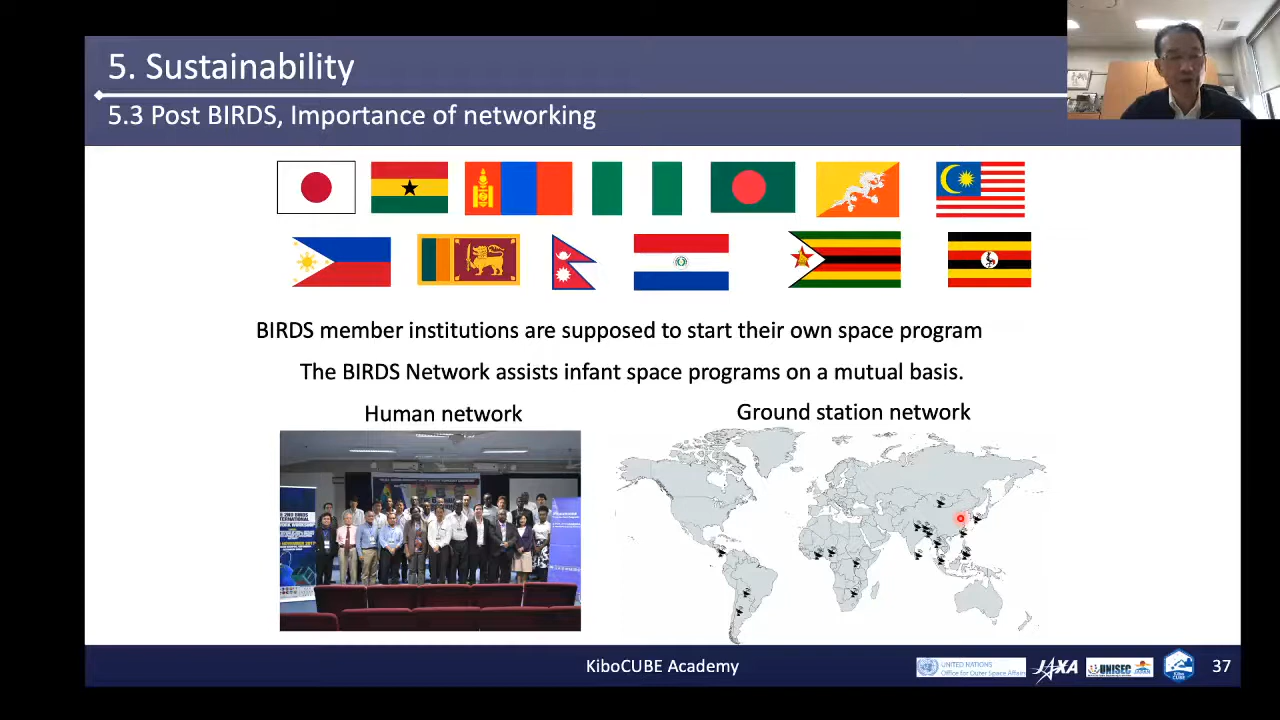 5. Sustainability
5.3 Post BIRDS, Importance of networking
BIRDS member institutions are supposed to start their own space program
The BIRDS Network assists infant space programs on a mutual basis.
Human network
Ground station network
KiboCUBE Academy
UNITED NATIONS
Office for Outer Space Affairs
JAXA
UNISEC
Kibo
CUBE
37